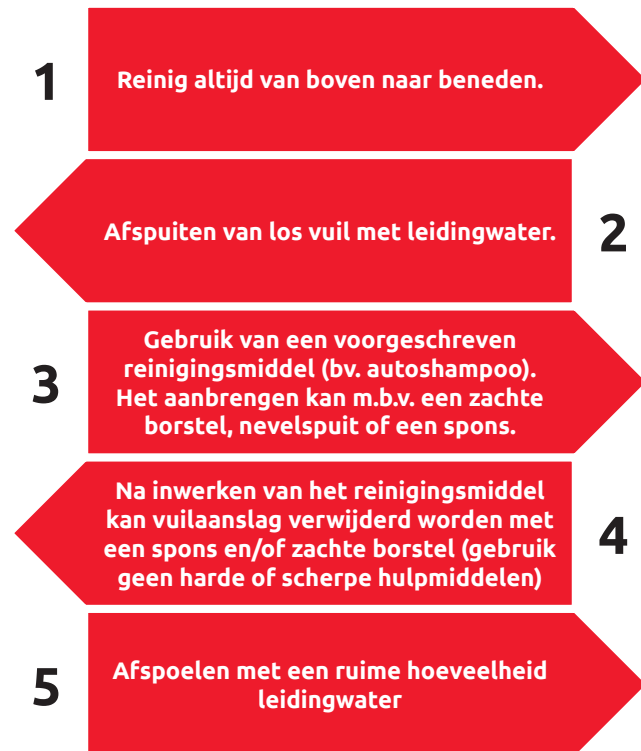 1
Reinig altijd van boven naar beneden.
Afspuiten van los vuil met leidingwater.
2
3
Gebruik van een voorgeschreven
reinigingsmiddel (bv. autoshampoo).
Het aanbrengen kan m.b.v. een zachte
borstel, nevelspuit of een spons.
Na inwerken van het reinigingsmiddel
kan vuilaanslag verwijderd worden met
een spons en/of zachte borstel (gebruik
geen harde of scherpe hulpmiddelen)
4
5
Afspoelen met een ruime hoeveelheid
leidingwater